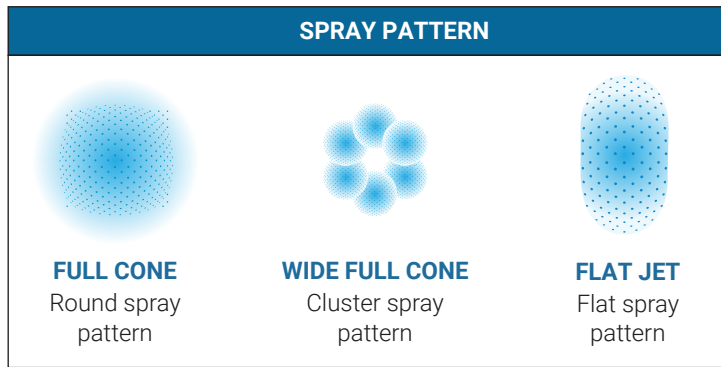 SPRAY PATTERN
FULL CONE
Round spray
pattern
WIDE FULL CONE
Cluster spray
pattern
FLAT JET
Flat spray
pattern